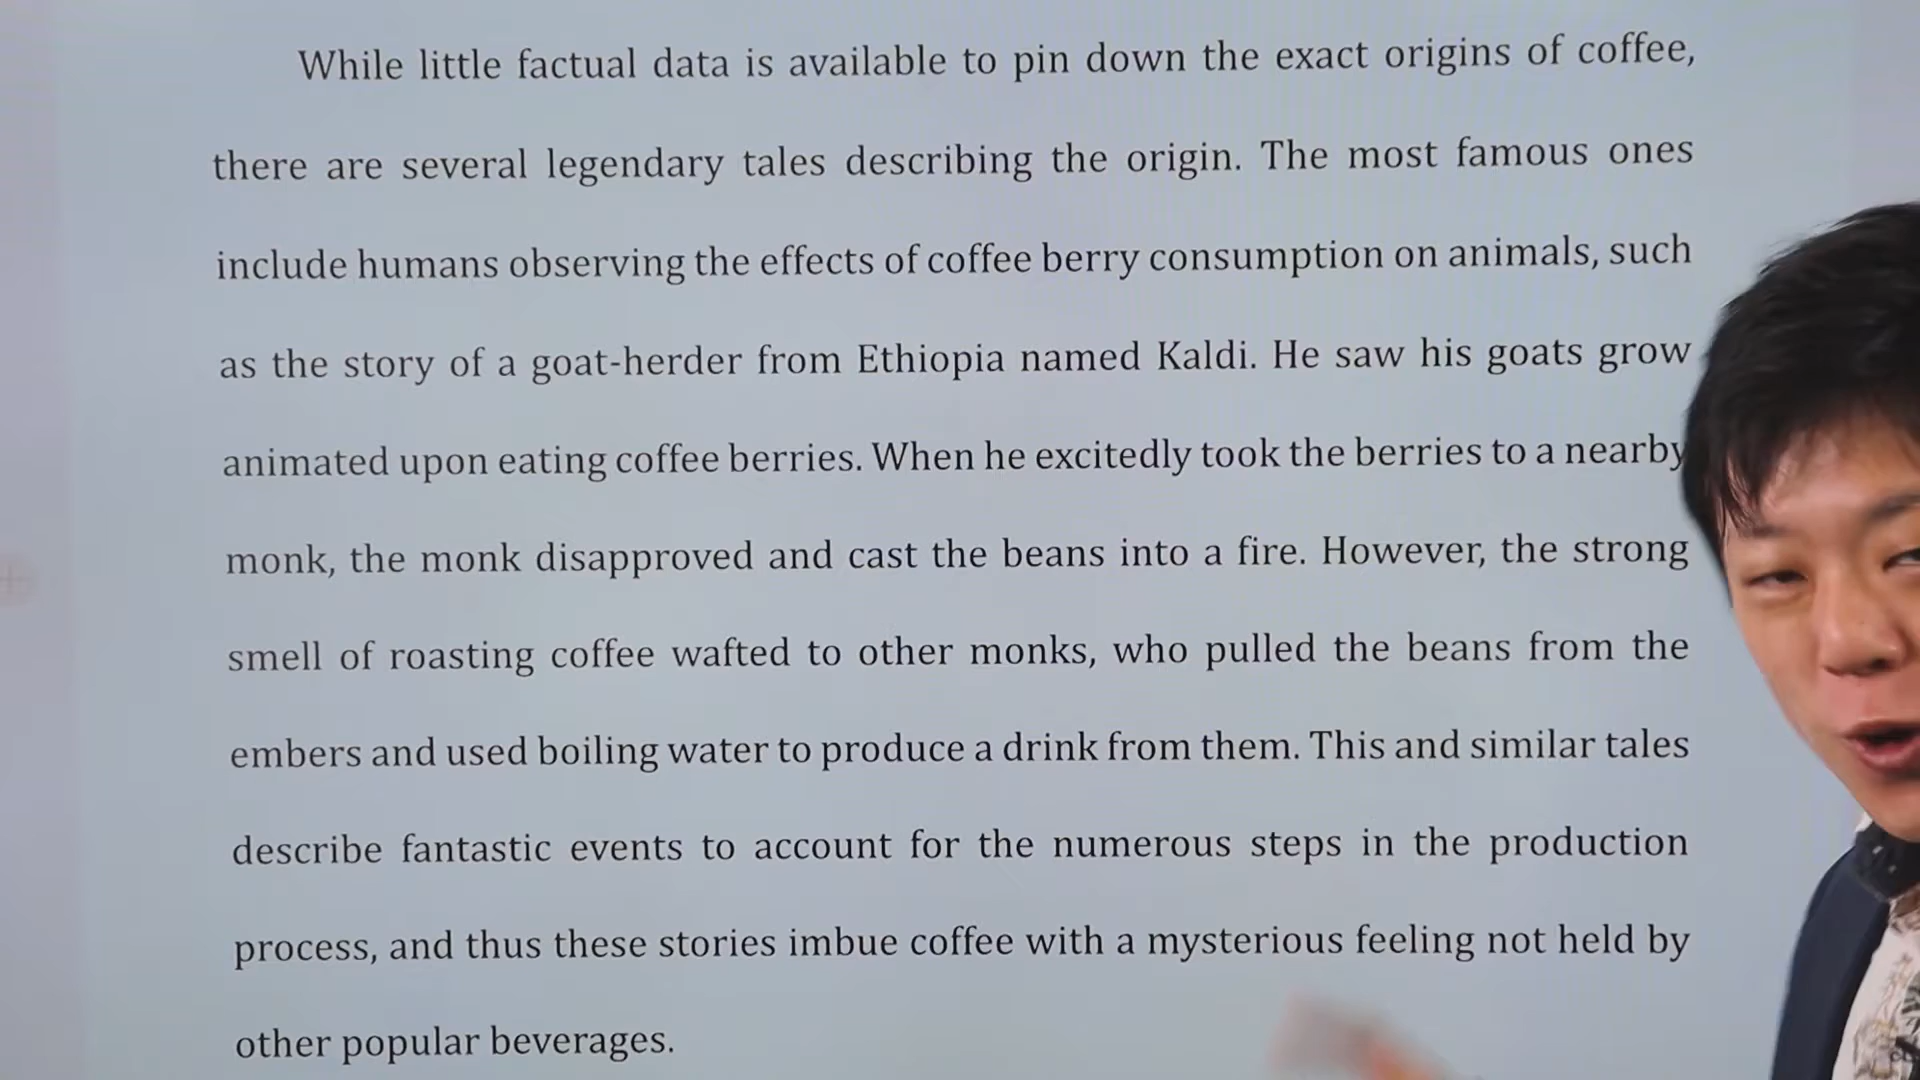 While little factual data is available to pin down the exact origins of coffee,
there are several legendary tales describing the origin. The most famous ones
include humans observing the effects of coffee berry consumption on animals, such
as the story of a goat-herder from Ethiopia named Kaldi. He saw his goats grow
animated upon eating coffee berries. When he excitedly took the berries to a nearby
monk, the monk disapproved and cast the beans into a fire. However, the strong
smell of roasting coffee wafted to other monks, who pulled the beans from the
embers and used boiling water to produce a drink from them. This and similar tales
describe fantastic events to account for the numerous steps in the production
process, and thus these stories imbue coffee with a mysterious feeling not held by
other popular beverages.